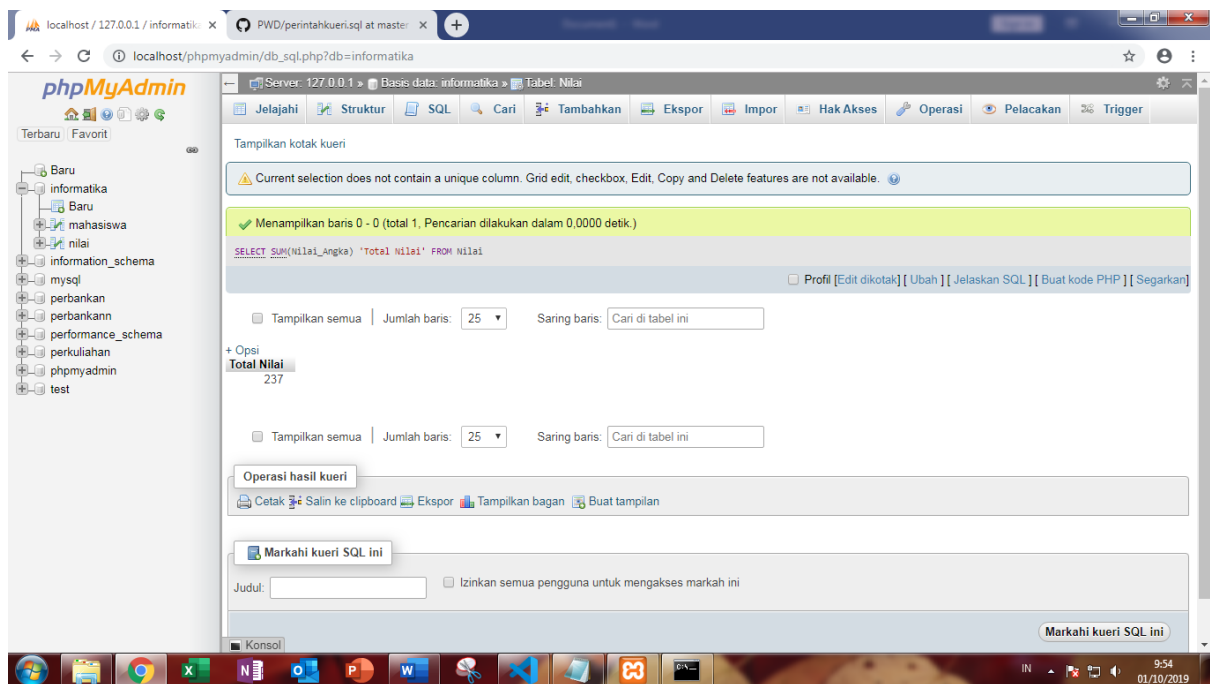 localhost / 127.0.0.1 / informatik
PWD/perintahkueri.sql at master
localhost/phpmyadmin/db_sql.php?db=informatika
phpMyAdmin
Terbaru Favorit
Baru
informatika
Baru
mahasiswa
nilai
information_schema
mysql
perbankan
perbankann
performance_schema
perkuliahan
phpmyadmin
test
Server: 127.0.0.1 » Basis data: informatika » Tabel: Nilai
Jelajahi Struktur SQL Cari Tambahkan Ekspor Impor Hak Akses Operasi Pelacakan Trigger
Tampilkan kotak kueri
Current selection does not contain a unique column. Grid edit, checkbox, Edit, Copy and Delete features are not available.
Menampilkan baris 0 - 0 (total 1, Pencarian dilakukan dalam 0,0000 detik.)
SELECT SUM(Nilai_Angka) 'Total Nilai' FROM Nilai
Profil [Edit dikotak] [ Ubah ] [ Jelaskan SQL ] [ Buat kode PHP ] [ Segarkan]
Tampilkan semua | Jumlah baris: 25 Saring baris: Cari di tabel ini
+ Opsi
Total Nilai
237
Tampilkan semua | Jumlah baris: 25 Saring baris: Cari di tabel ini
Operasi hasil kueri
Cetak Salin ke clipboard Ekspor Tampilkan bagan Buat tampilan
Markahi kueri SQL ini
Judul: Izinkan semua pengguna untuk mengakses markah ini
Markahi kueri SQL ini
Konsol
IN 9:54
01/10/2019